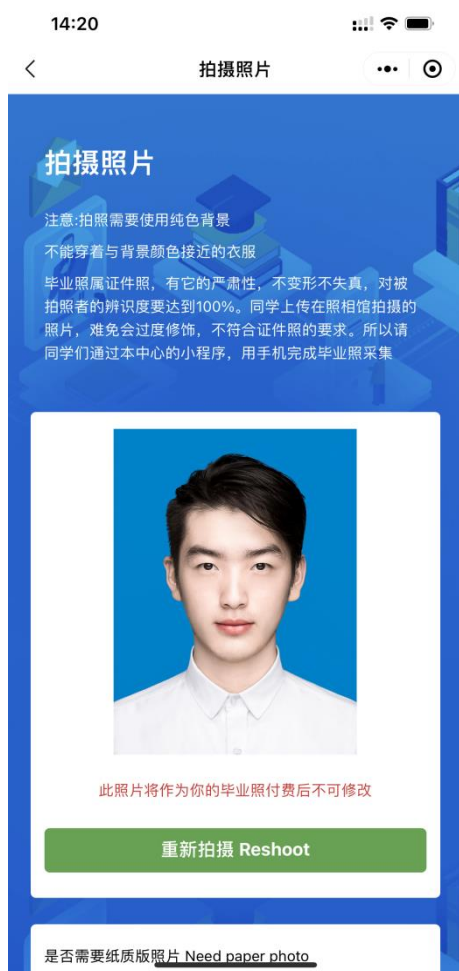 14:20
拍摄照片
拍摄照片
注意:拍照需要使用纯色背景
不能穿着与背景颜色接近的衣服
毕业照属证件照，有它的严肃性，不变形不失真，对被
拍照者的辨识度要达到100%。同学上传在照相馆拍摄的
照片，难免会过度修饰，不符合证件照的要求。所以请
同学们通过本中心的小程序，用手机完成毕业照采集
此照片将作为你的毕业照付费后不可修改
重新拍摄 Reshoot
是否需要纸质版照片 Need paper photo